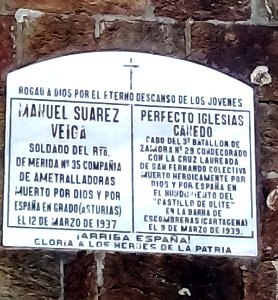 ROGAD A DIOS POR EL ETERNO DESCANSO DE LOS JOVENES
MANUEL SUAREZ
VEIGA
SOLDADO DEL RTO.
DE MERIDA Nº 35 COMPAÑIA
DE AMETRALLADORAS
MUERTO POR DIOS Y POR
ESPAÑA EN GRADO (ASTURIAS)
EL 12 DE MARZO DE 1937
PERFECTO IGLESIAS
CANEDO
CABO DEL 3º BATALLON DE
ZAMORA Nº 29 CONDECORADO
CON LA CRUZ LAUREADA
DE SAN FERNANDO COLECTIVA
MUERTO HEROICAMENTE POR
DIOS Y POR ESPAÑA EN
EL HUNDIMIENTO DEL
"CASTILLO DE OLITE"
EN LA BARRA DE
ESCOMBRERAS (CARTAGENA)
EL 9 DE MARZO DE 1939.
¡ARRIBA ESPAÑA!
GLORIA A LOS HEROES DE LA PATRIA